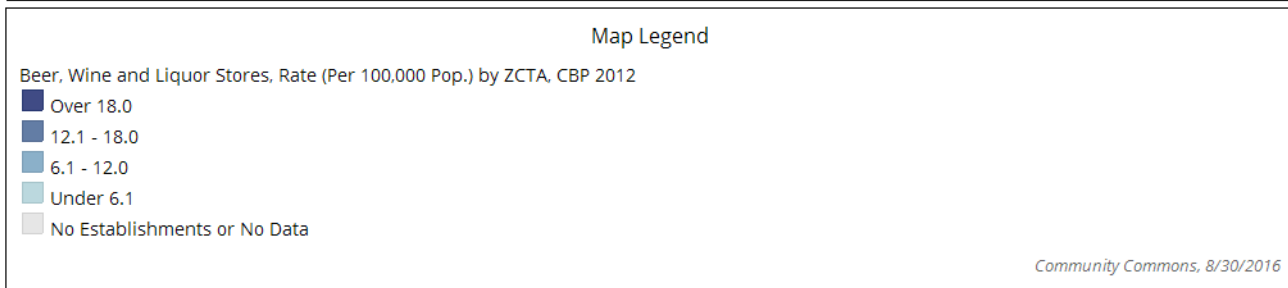 Map Legend
Beer, Wine and Liquor Stores, Rate (Per 100,000 Pop.) by ZCTA, CBP 2012
Over 18.0
12.1 - 18.0
6.1 - 12.0
Under 6.1
No Establishments or No Data
Community Commons, 8/30/2016